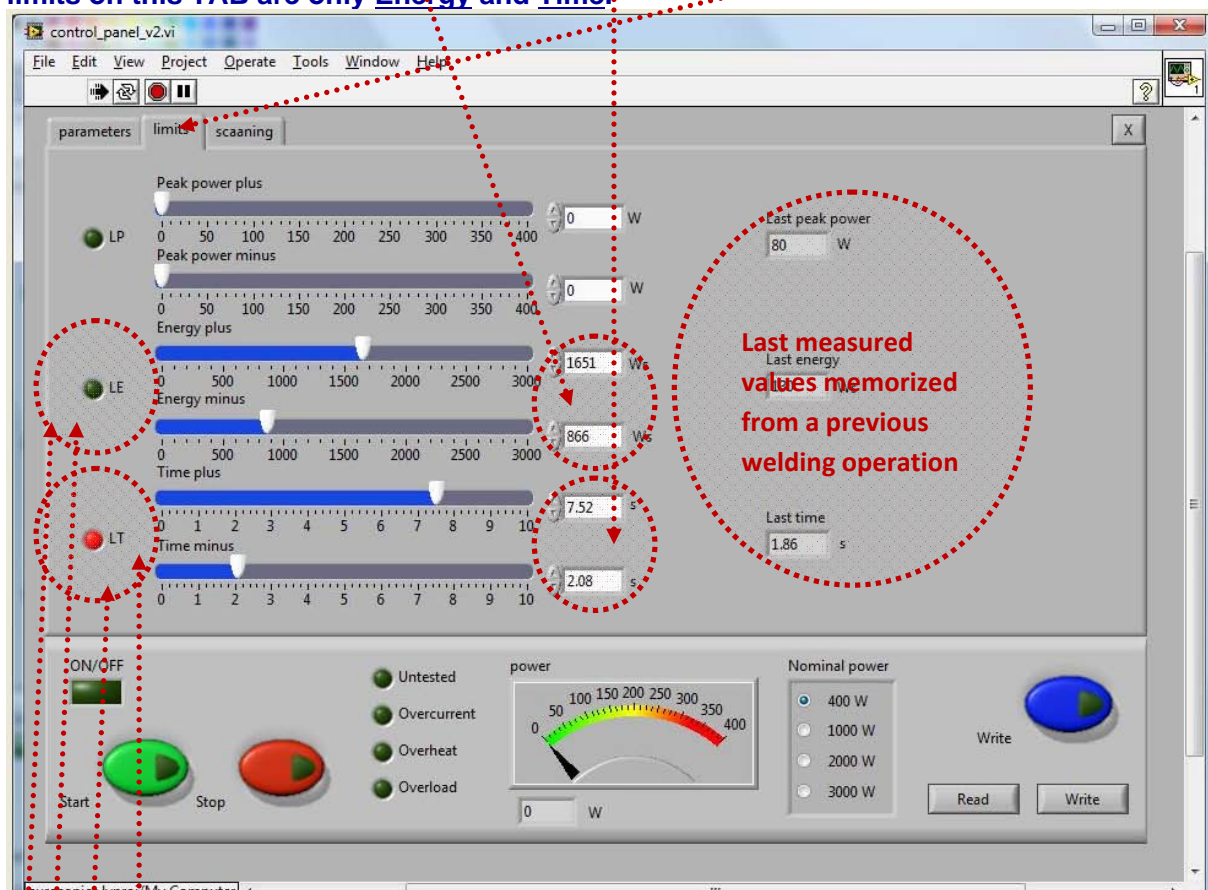 limits on this TAB are only Energy and Time.
control_panel_v2.vi
File Edit View Project Operate Tools Window Help
parameters limits scaaning X
Peak power plus
LP
0 50 100 150 200 250 300 350 400
0 W
Peak power minus
0 50 100 150 200 250 300 350 400
0 W
Last peak power
80 W
Energy plus
LE
0 500 1000 1500 2000 2500 3000
1651 Ws
Energy minus
0 500 1000 1500 2000 2500 3000
866 Ws
Last energy
Ws
Last measured
values memorized
from a previous
welding operation
Time plus
LT
0 1 2 3 4 5 6 7 8 9 10
7.52 s
Time minus
0 1 2 3 4 5 6 7 8 9 10
2.08 s
Last time
1.86 s
ON/OFF
Start
Stop
Untested
Overcurrent
Overheat
Overload
power
0 50 100 150 200 250 300 350 400
0 W
Nominal power
400 W
1000 W
2000 W
3000 W
Write
Read Write
Computer